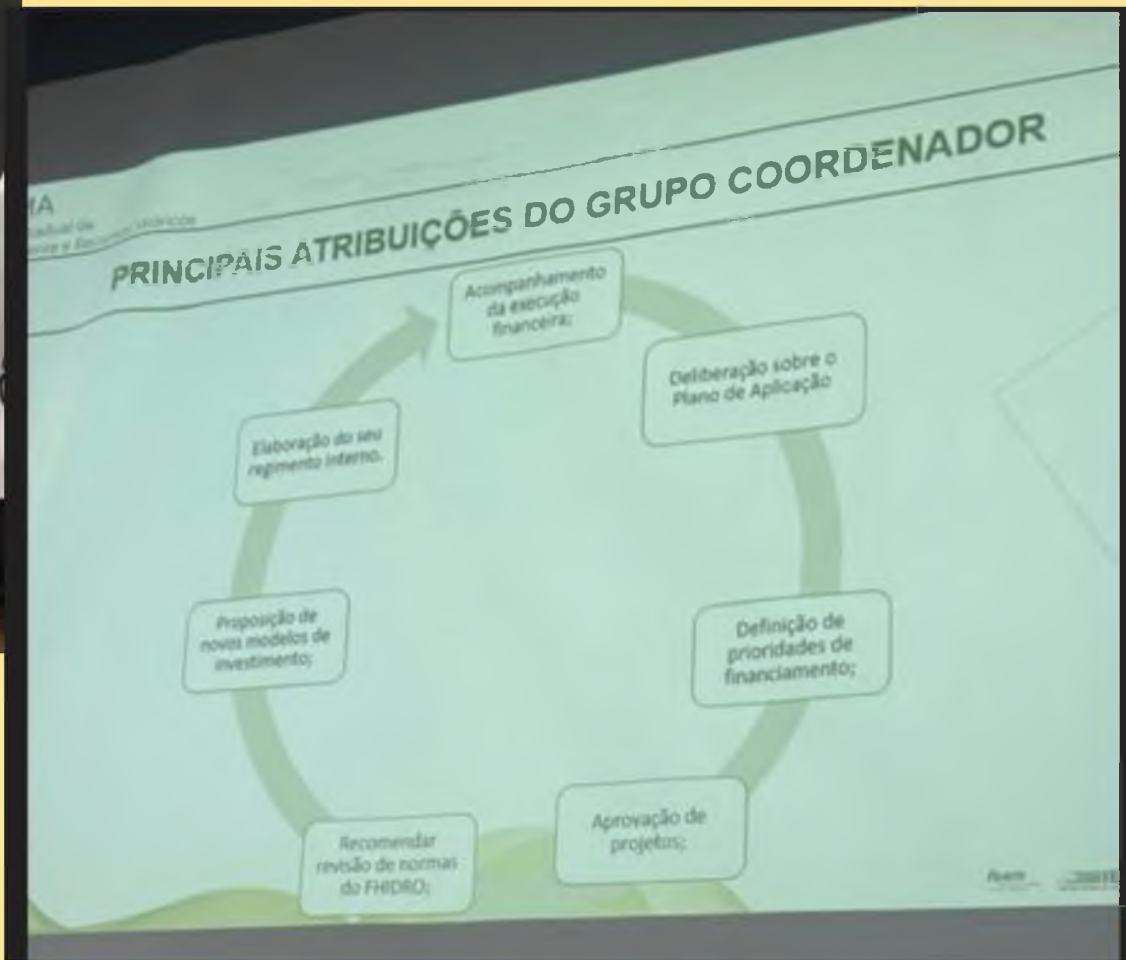 MA
PRINCIPAIS ATRIBUIÇÕES DO GRUPO COORDENADOR
Acompanhamento
da execução
financeira;
Deliberação sobre o
Plano de Aplicação
Definição de
prioridades de
financiamento;
Aprovação de
projetos;
Recomendar
revisão de normas
do FHIDRO;
Proposição de
novos modelos de
investimento;
Elaboração do seu
regimento interno.